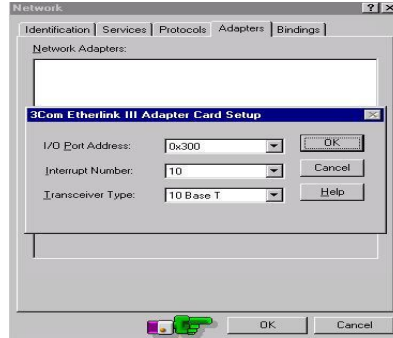 Network
Identification Services Protocols Adapters Bindings
Network Adapters:
3Com Etherlink III Adapter Card Setup
I/O Port Address: 0x300 OK
Interrupt Number: 10 Cancel
Transceiver Type: 10 Base T Help
OK Cancel